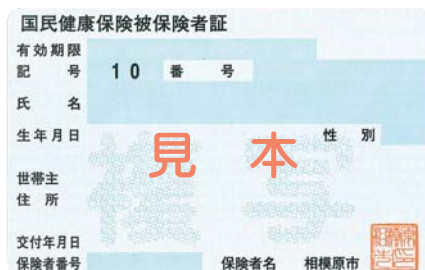 国民健康保険被保険者証
有効期限
記 号 10 番 号
氏 名
生年月日 性 別
見 本
世帯主
住 所
交付年月日
保険者番号 保険者名 相模原市